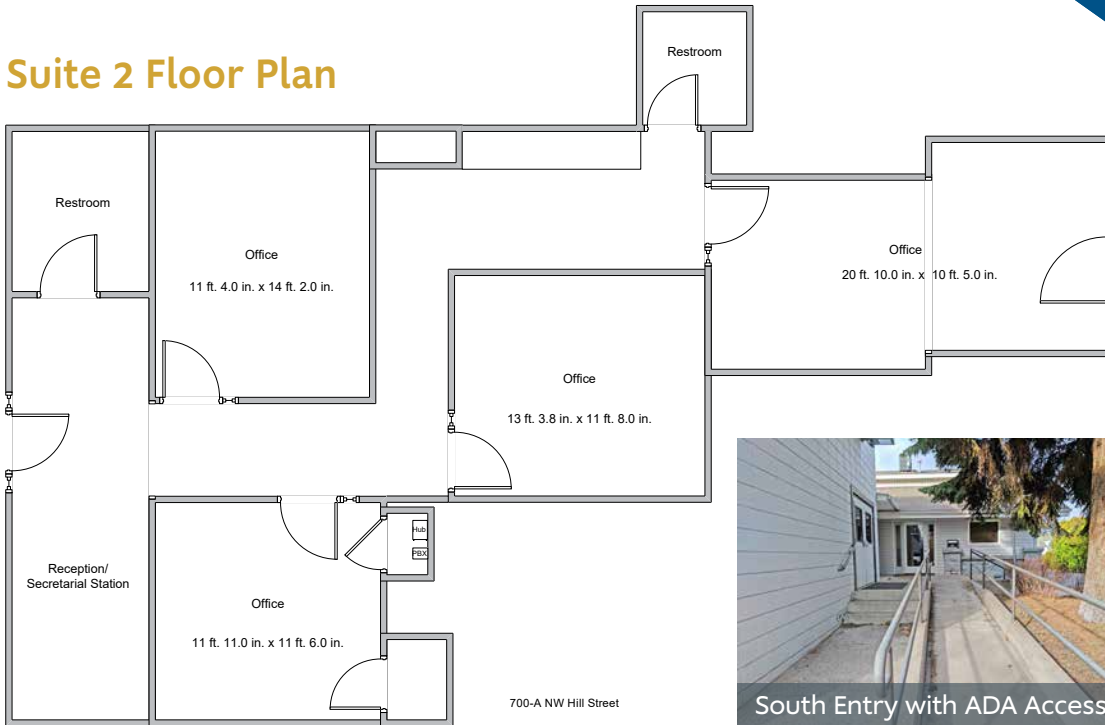 Suite 2 Floor Plan
Restroom
Restroom
Office
11 ft. 4.0 in. x 14 ft. 2.0 in.
Office
20 ft. 10.0 in. x 10 ft. 5.0 in.
Office
13 ft. 3.8 in. x 11 ft. 8.0 in.
Hub
PBX
Reception/
Secretarial Station
Office
11 ft. 11.0 in. x 11 ft. 6.0 in.
700-A NW Hill Street
South Entry with ADA Access